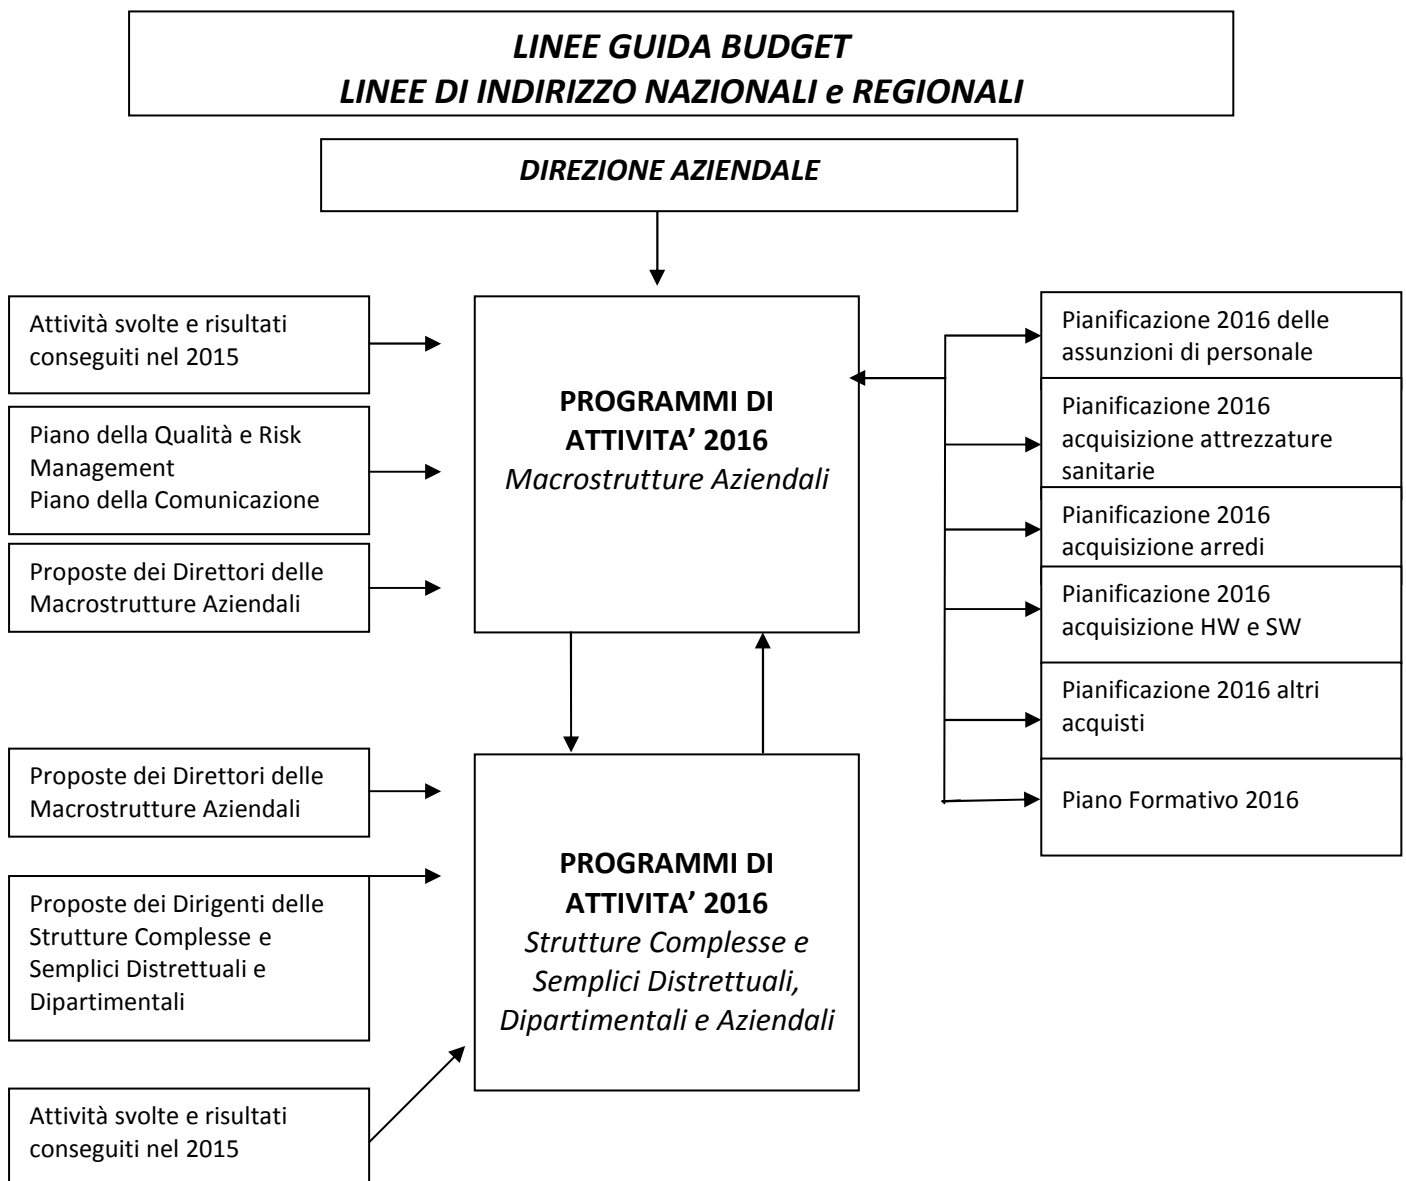 LINEE GUIDA BUDGET
LINEE DI INDIRIZZO NAZIONALI e REGIONALI
DIREZIONE AZIENDALE
Attività svolte e risultati
conseguiti nel 2015
Piano della Qualità e Risk
Management
Piano della Comunicazione
Proposte dei Direttori delle
Macrostrutture Aziendali
PROGRAMMI DI
ATTIVITA’ 2016
Macrostrutture Aziendali
Pianificazione 2016 delle
assunzioni di personale
Pianificazione 2016
acquisizione attrezzature
sanitarie
Pianificazione 2016
acquisizione arredi
Pianificazione 2016
acquisizione HW e SW
Pianificazione 2016 altri
acquisti
Piano Formativo 2016
Proposte dei Direttori delle
Macrostrutture Aziendali
Proposte dei Dirigenti delle
Strutture Complesse e
Semplici Distrettuali e
Dipartimentali
Attività svolte e risultati
conseguiti nel 2015
PROGRAMMI DI
ATTIVITA’ 2016
Strutture Complesse e
Semplici Distrettuali,
Dipartimentali e Aziendali